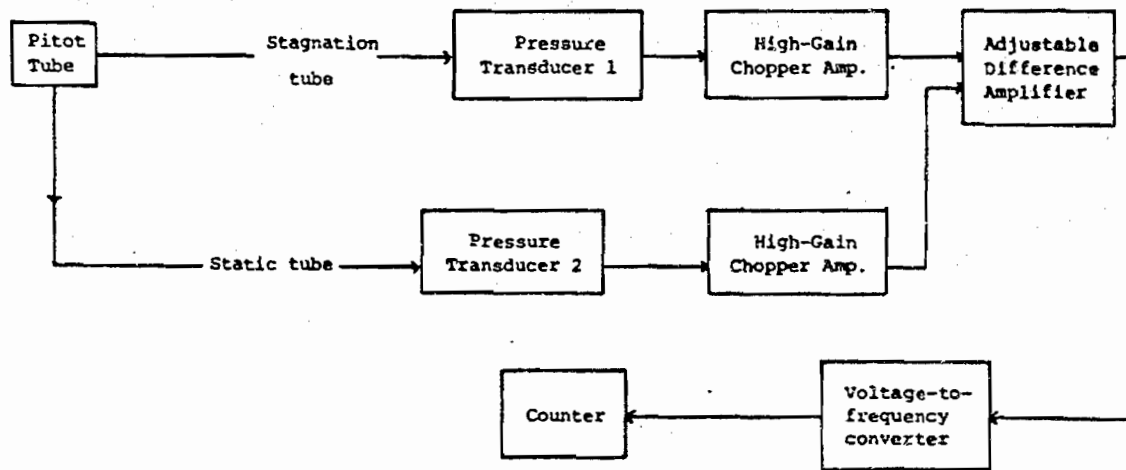 Pitot
Tube
Stagnation
tube
Pressure
Transducer 1
High-Gain
Chopper Amp.
Adjustable
Difference
Amplifier
Static tube
Pressure
Transducer 2
High-Gain
Chopper Amp.
Counter
Voltage-to-
frequency
converter